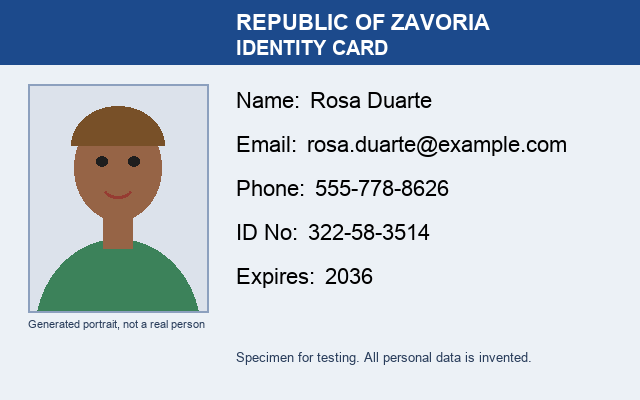 REPUBLIC OF ZAVORIA
IDENTITY CARD
Name: Rosa Duarte
Email: rosa.duarte@example.com
Phone: 555-778-8626
ID No: 322-58-3514
Expires: 2036
Generated portrait, not a real person
Specimen for testing. All personal data is invented.